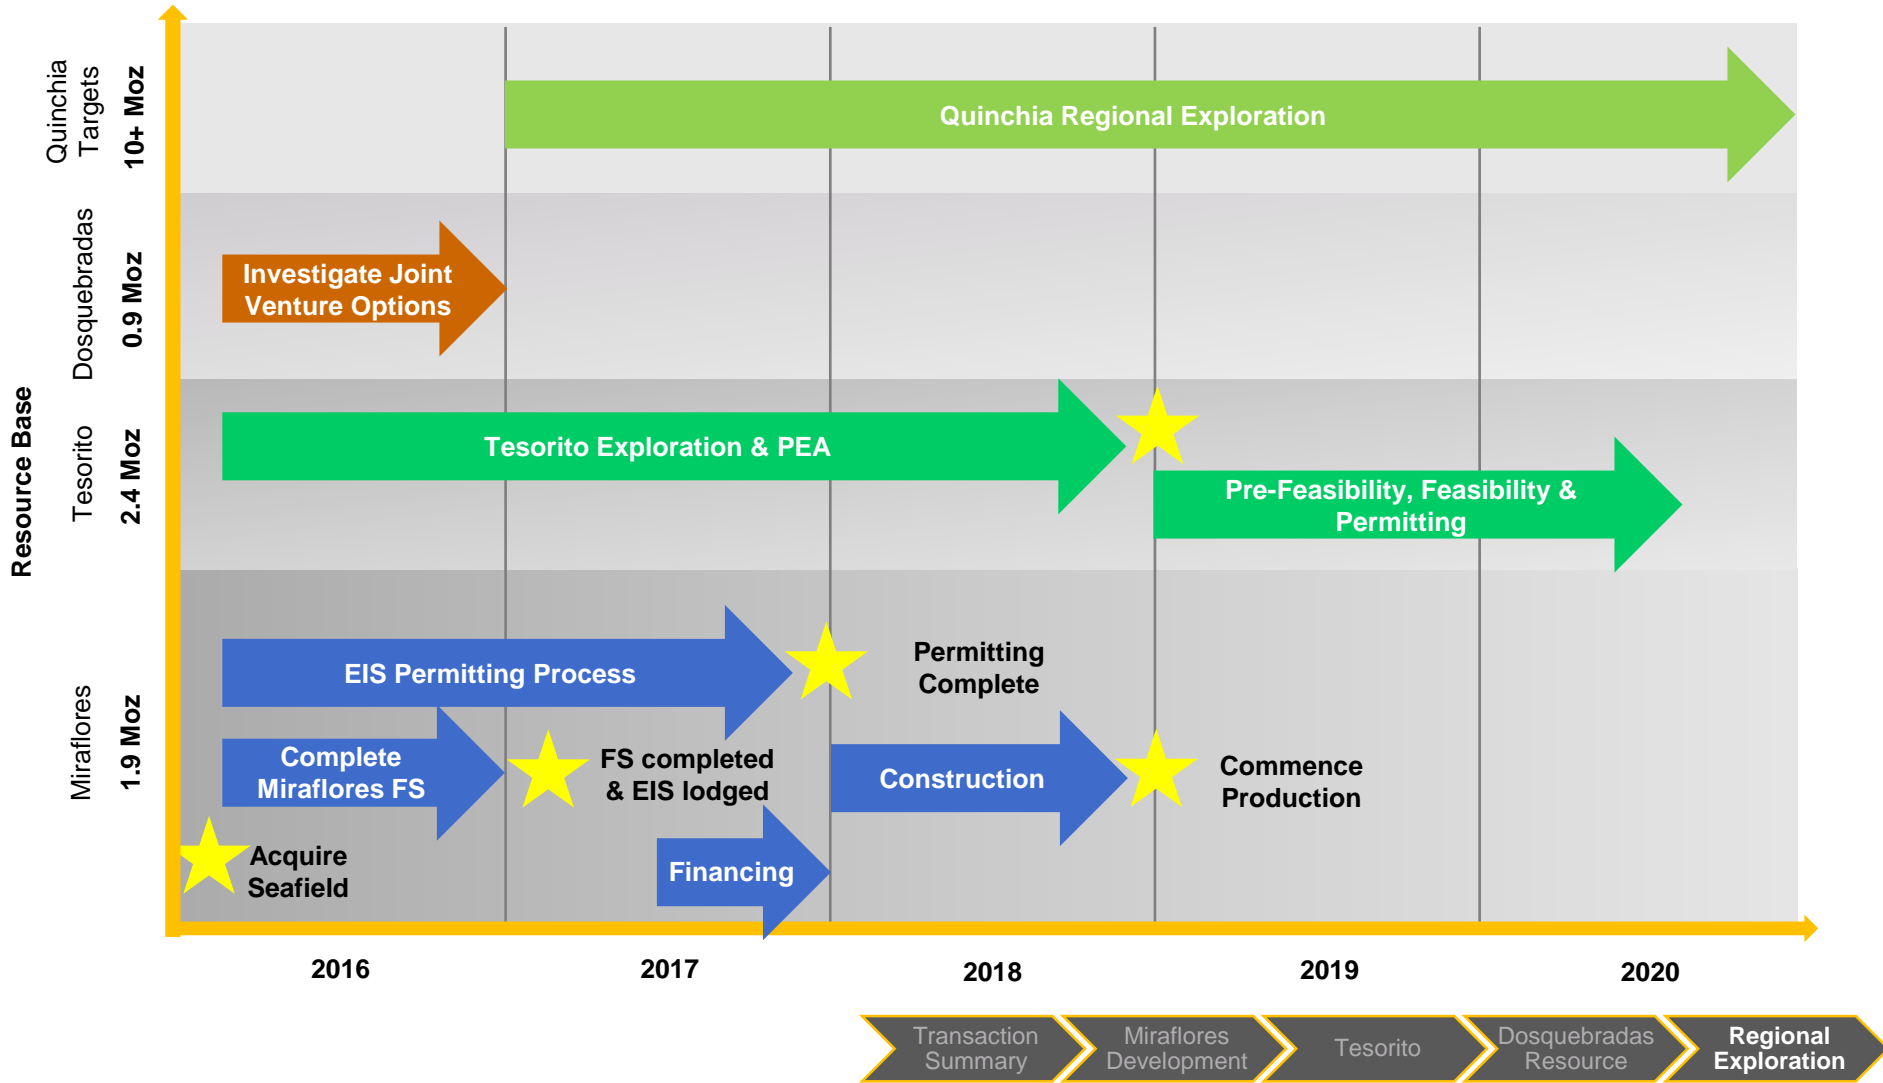 Resource Base
Quinchia
Targets
10+ Moz
Quinchia Regional Exploration
Dosquebradas
0.9 Moz
Investigate Joint
Venture Options
Tesorito
2.4 Moz
Tesorito Exploration & PEA
Pre-Feasibility, Feasibility &
Permitting
Miraflores
1.9 Moz
EIS Permitting Process
Permitting
Complete
Complete
Miraflores FS
FS completed
& EIS lodged
Construction
Commence
Production
Acquire
Seafield
Financing
2016
2017
2018
2019
2020
Transaction
Summary
Miraflores
Development
Tesorito
Dosquebradas
Resource
Regional
Exploration